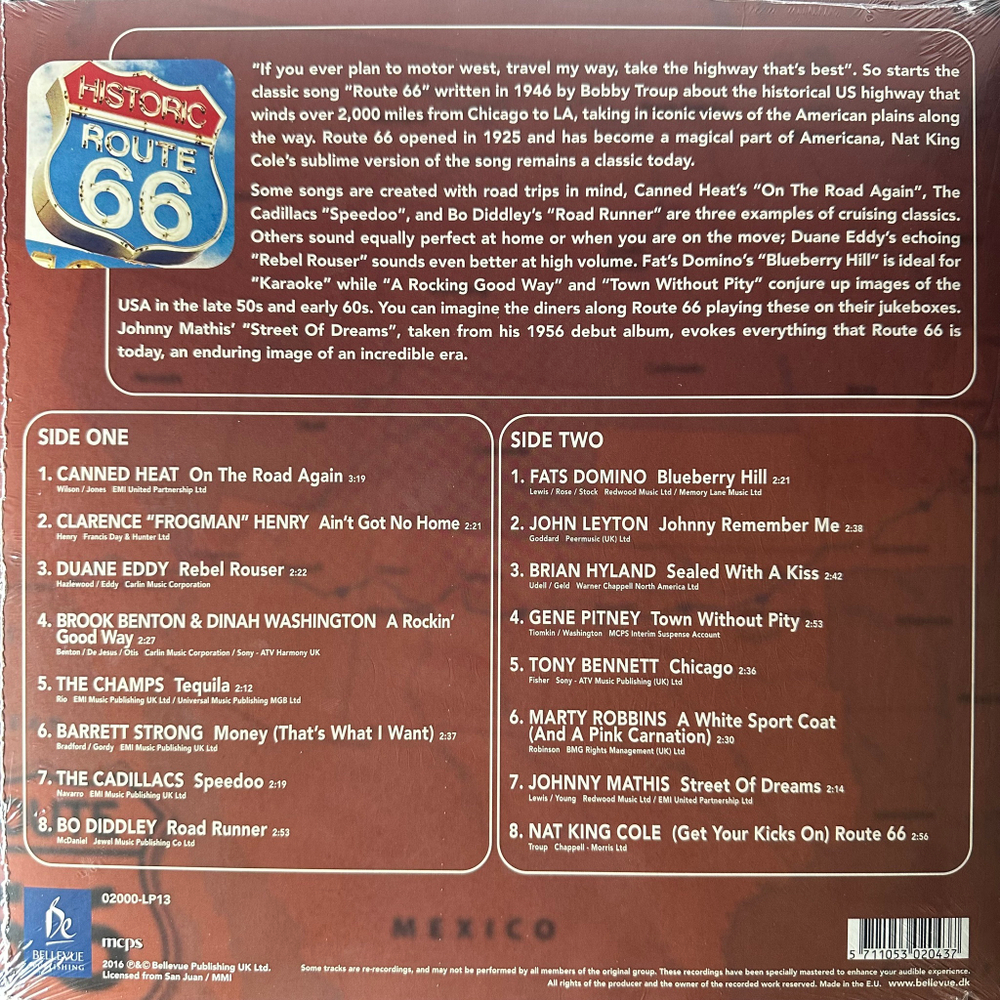 HISTORIC
ROUTE
66
"If you ever plan to motor west, travel my way, take the highway that's best". So starts the
classic song "Route 66" written in 1946 by Bobby Troup about the historical US highway that
winds over 2,000 miles from Chicago to LA, taking in iconic views of the American plains along
the way. Route 66 opened in 1925 and has become a magical part of Americana, Nat King
Cole's sublime version of the song remains a classic today.
Some songs are created with road trips in mind, Canned Heat's "On The Road Again", The
Cadillacs "Speedoo", and Bo Diddley's "Road Runner" are three examples of cruising classics.
Others sound equally perfect at home or when you are on the move; Duane Eddy's echoing
"Rebel Rouser" sounds even better at high volume. Fat's Domino's "Blueberry Hill" is ideal for
"Karaoke" while "A Rocking Good Way" and "Town Without Pity" conjure up images of the
USA in the late 50s and early 60s. You can imagine the diners along Route 66 playing these on their jukeboxes.
Johnny Mathis' "Street Of Dreams", taken from his 1956 debut album, evokes everything that Route 66 is
today, an enduring image of an incredible era.
SIDE ONE
1. CANNED HEAT On The Road Again 3:19
Wilson / Jones EMI United Partnership Ltd
2. CLARENCE "FROGMAN" HENRY Ain't Got No Home 2:21
Henry Francis Day & Hunter Ltd
3. DUANE EDDY Rebel Rouser 2:22
Hazlewood / Eddy Carlin Music Corporation
4. BROOK BENTON & DINAH WASHINGTON A Rockin'
Good Way 2:27
Benton / De Jesus / Otis Carlin Music Corporation / Sony - ATV Harmony UK
5. THE CHAMPS Tequila 2:12
Rio EMI Music Publishing UK Ltd / Universal Music Publishing MGB Ltd
6. BARRETT STRONG Money (That's What I Want) 2:37
Bradford / Gordy EMI Music Publishing UK Ltd
7. THE CADILLACS Speedoo 2:19
Navarro EMI Music Publishing UK Ltd
8. BO DIDDLEY Road Runner 2:53
McDaniel Jewel Music Publishing Co Ltd
SIDE TWO
1. FATS DOMINO Blueberry Hill 2:21
Lewis / Rose / Stock Redwood Music Ltd / Memory Lane Music Ltd
2. JOHN LEYTON Johnny Remember Me 2:38
Goddard Peermusic (UK) Ltd
3. BRIAN HYLAND Sealed With A Kiss 2:42
Udell / Geld Warner Chappell North America Ltd
4. GENE PITNEY Town Without Pity 2:53
Tiomkin / Washington MCPS Interim Suspense Account
5. TONY BENNETT Chicago 2:36
Fisher Sony - ATV Music Publishing (UK) Ltd
6. MARTY ROBBINS A White Sport Coat
(And A Pink Carnation) 2:30
Robinson BMG Rights Management (UK) Ltd
7. JOHNNY MATHIS Street Of Dreams 2:14
Lewis / Young Redwood Music Ltd / EMI United Partnership Ltd
8. NAT KING COLE (Get Your Kicks On) Route 66 2:56
Troup Chappell - Morris Ltd
MEXICO
Be
BELLEVUE
PUBLISHING
02000-LP13
mcps
2016 ℗&© Bellevue Publishing UK Ltd.
Licensed from San Juan / MMI
Some tracks are re-recordings, and may not be performed by all members of the original group. These recordings have been specially mastered to enhance your audible experience.
All rights of the producer and the owner of the recorded work reserved. Made in the E.U. www.bellevue.dk
5 711053 020437